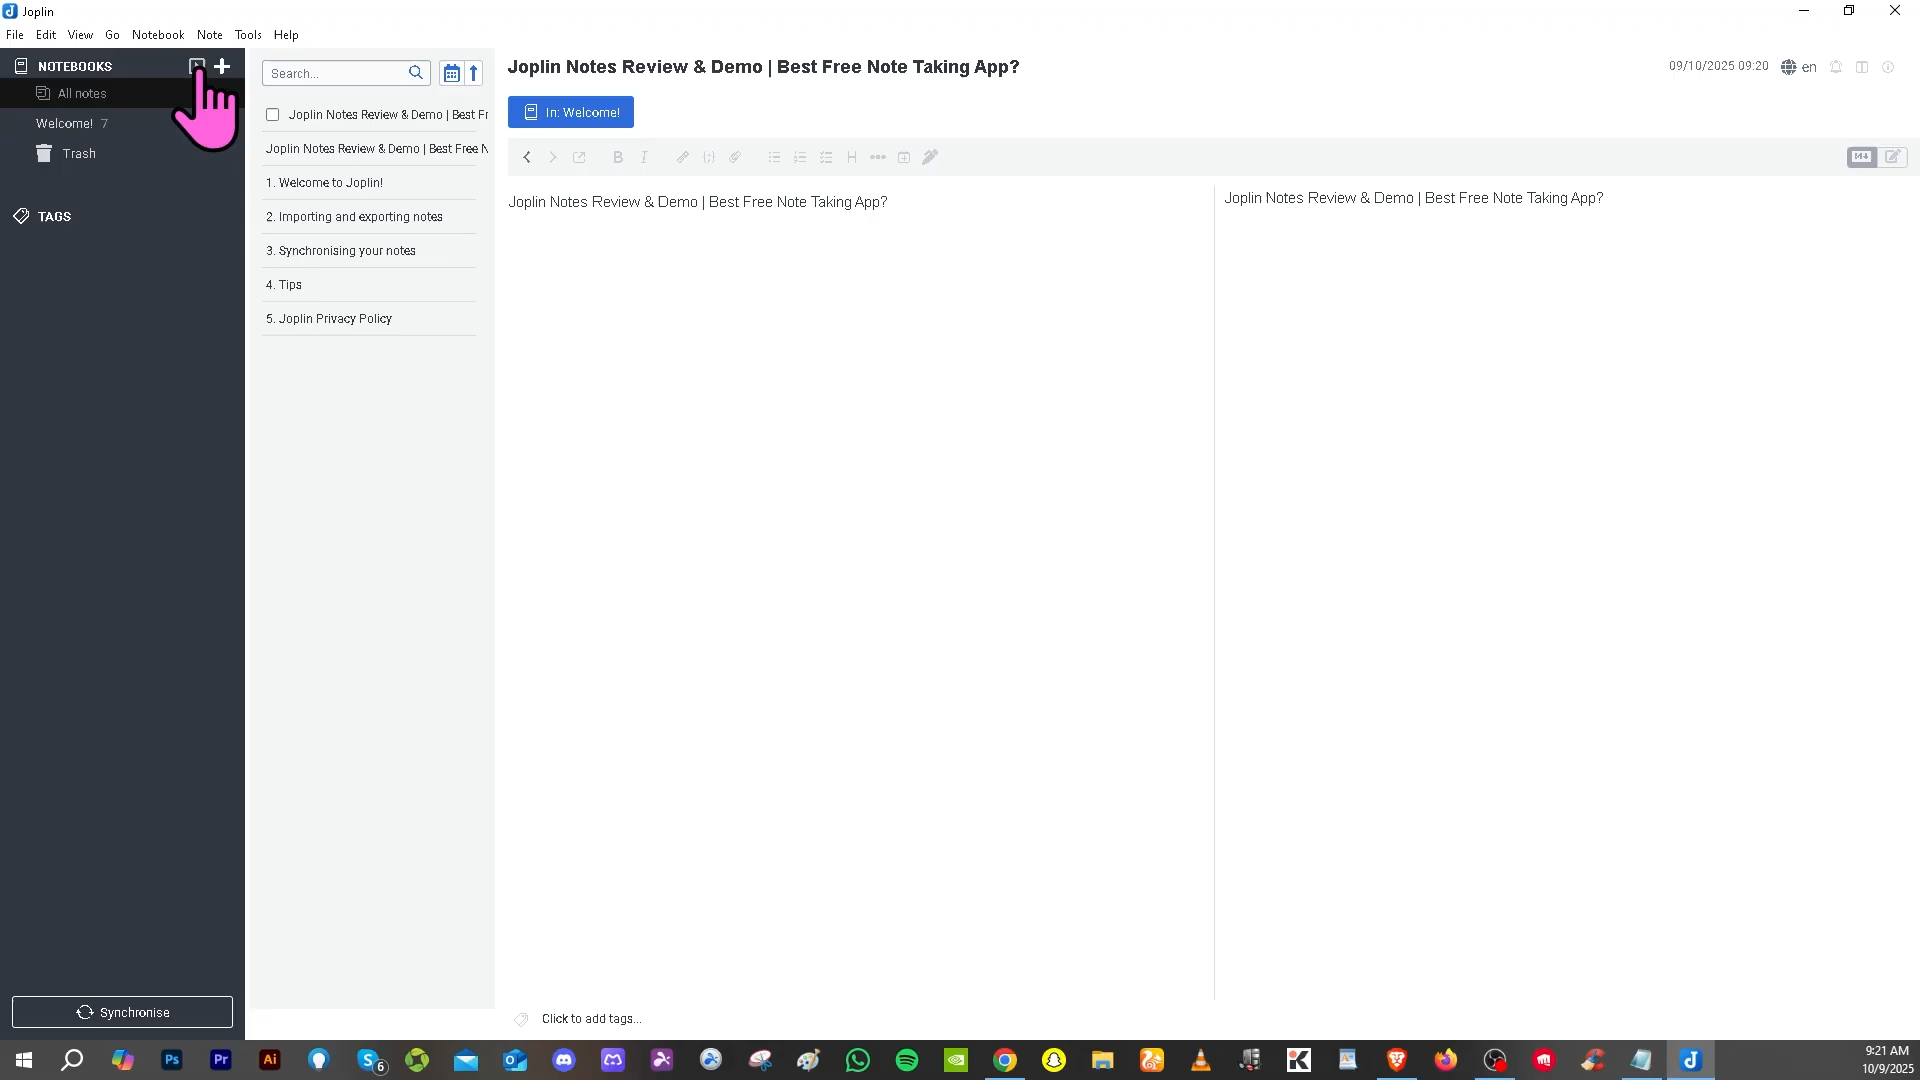 Joplin
File Edit View Go Notebook Note Tools Help
NOTEBOOKS
All notes
Welcome! 7
Trash
TAGS
Synchronise
Search...
Joplin Notes Review & Demo | Best Fr
Joplin Notes Review & Demo | Best Free N
1. Welcome to Joplin!
2. Importing and exporting notes
3. Synchronising your notes
4. Tips
5. Joplin Privacy Policy
Joplin Notes Review & Demo | Best Free Note Taking App?
09/10/2025 09:20 en
In: Welcome!
Joplin Notes Review & Demo | Best Free Note Taking App?
Joplin Notes Review & Demo | Best Free Note Taking App?
Click to add tags...
Ps Pr Ai S 6
9:21 AM
10/9/2025